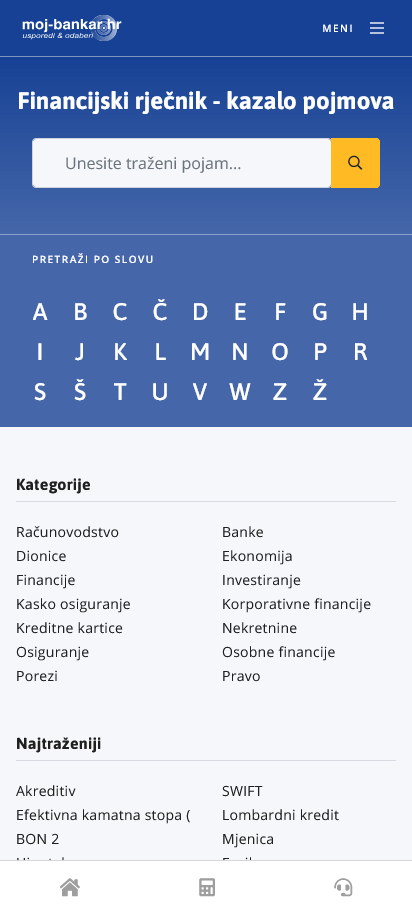 moj-bankar.hr
usporedi & odaberi
MENI
Financijski rječnik - kazalo pojmova
Unesite traženi pojam...
PRETRAŽI PO SLOVU
A B C Č D E F G H
I J K L M N O P R
S Š T U V W Z Ž
Kategorije
Računovodstvo Banke
Dionice Ekonomija
Financije Investiranje
Kasko osiguranje Korporativne financije
Kreditne kartice Nekretnine
Osiguranje Osobne financije
Porezi Pravo
Najtraženiji
Akreditiv SWIFT
Efektivna kamatna stopa ( Lombardni kredit
BON 2 Mjenica